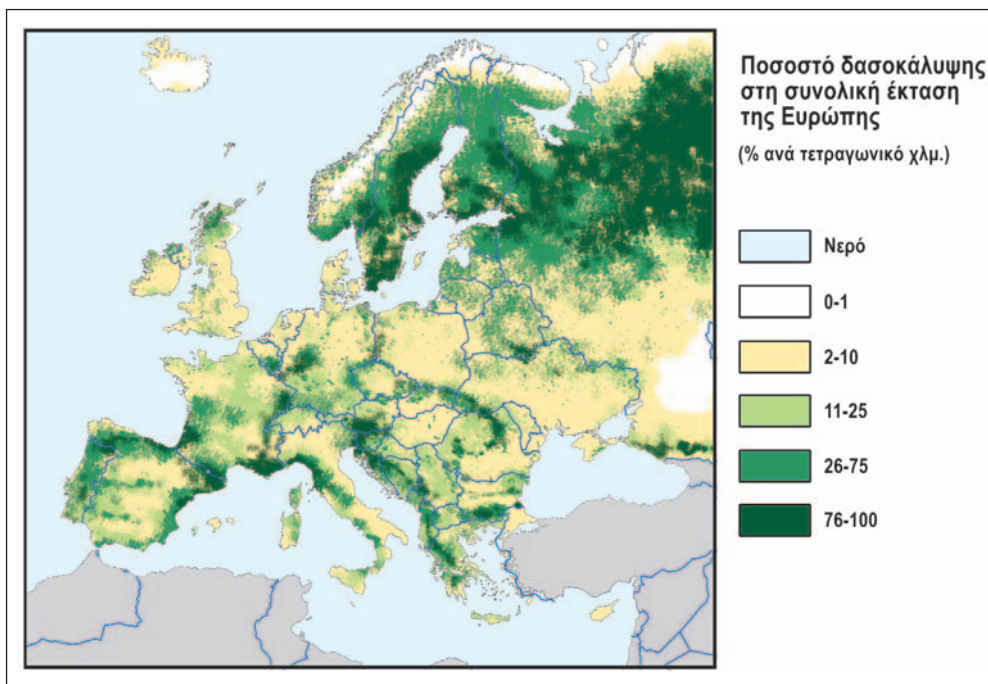 Ποσοστό δασοκάλυψης
στη συνολική έκταση
της Ευρώπης
(% ανά τετραγωνικό χλμ.)
Νερό
0-1
2-10
11-25
26-75
76-100